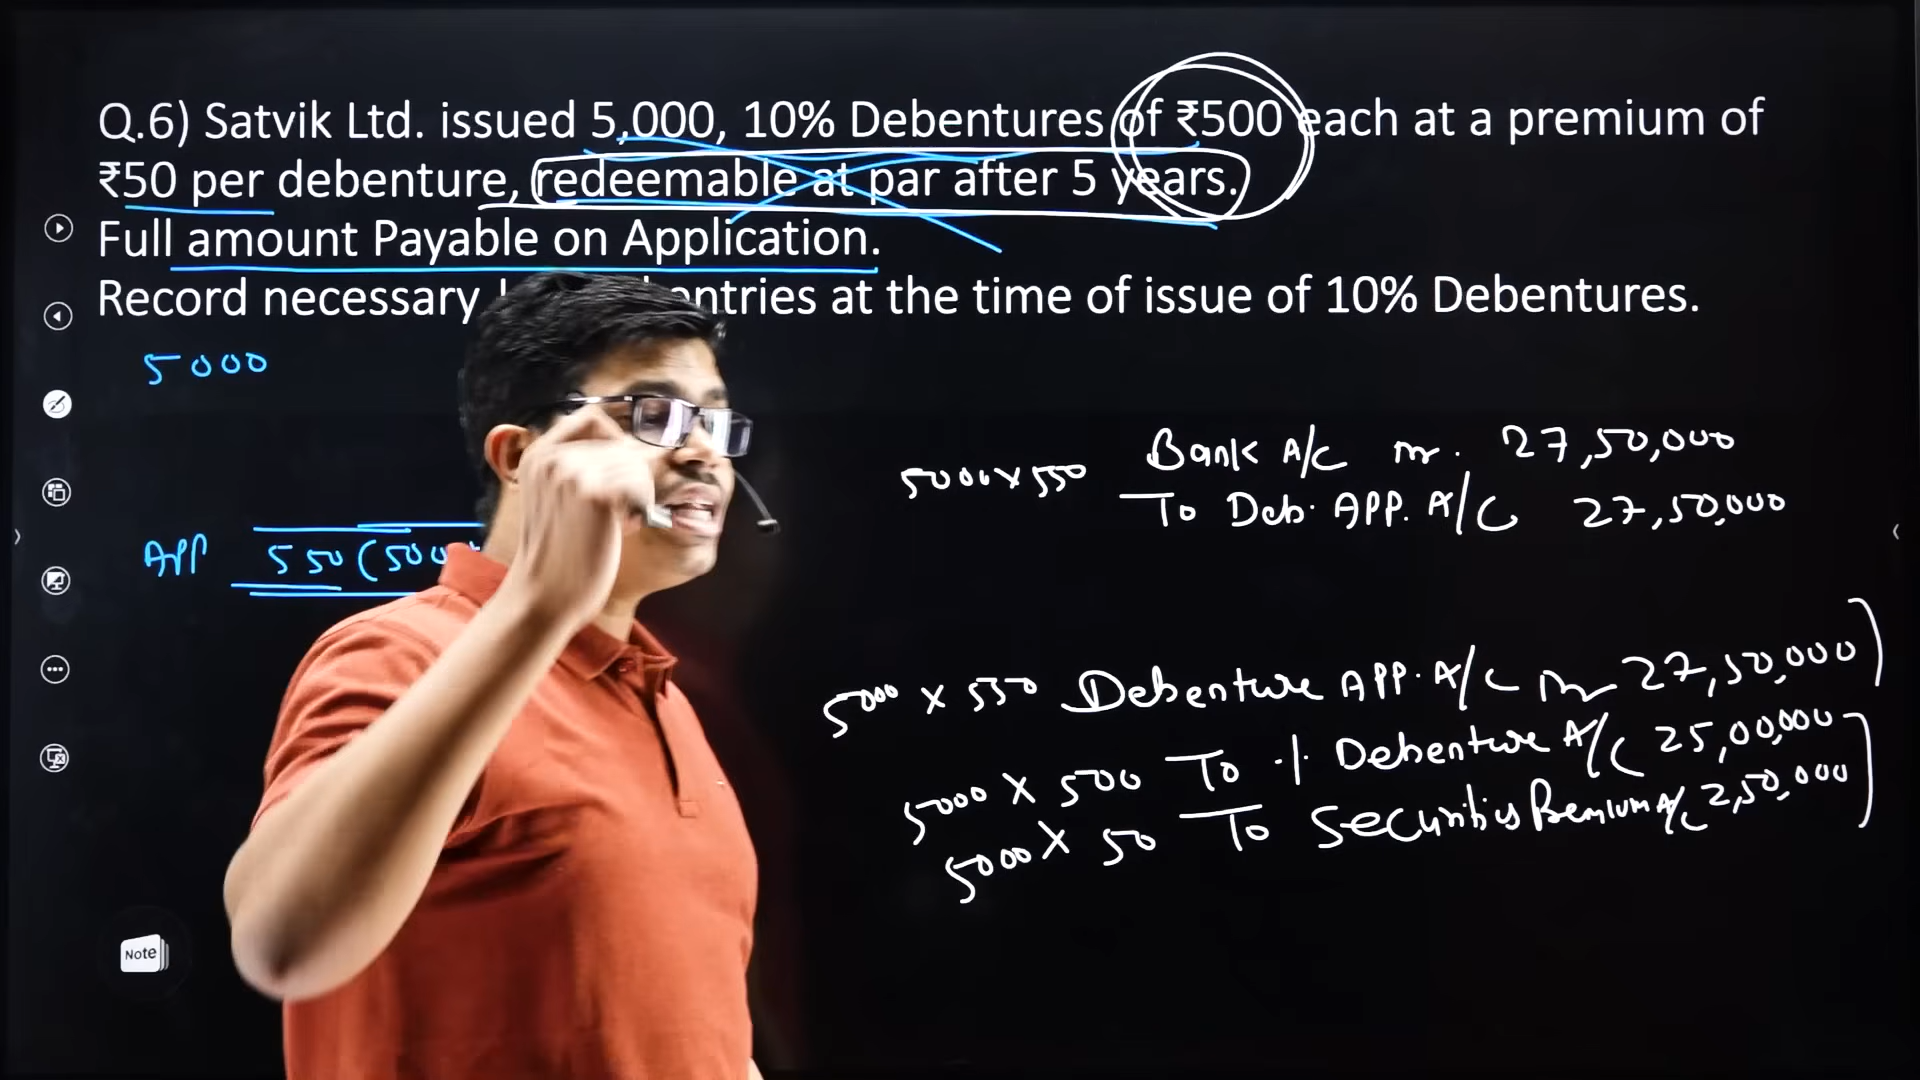 Q.6) Satvik Ltd. issued 5,000, 10% Debentures of ₹500 each at a premium of
₹50 per debenture, redeemable at par after 5 years.
Full amount Payable on Application.
Record necessary entries at the time of issue of 10% Debentures.
5000
APP 550 (500+
5000 x 550 Bank A/C Dr. 27,50,000
To Deb. APP. A/C 27,50,000
5000 x 550 Debenture APP. A/C Dr 27,50,000
5000 x 500 To % Debenture A/C 25,00,000
5000 x 50 To Securities Premium A/C 2,50,000
Note